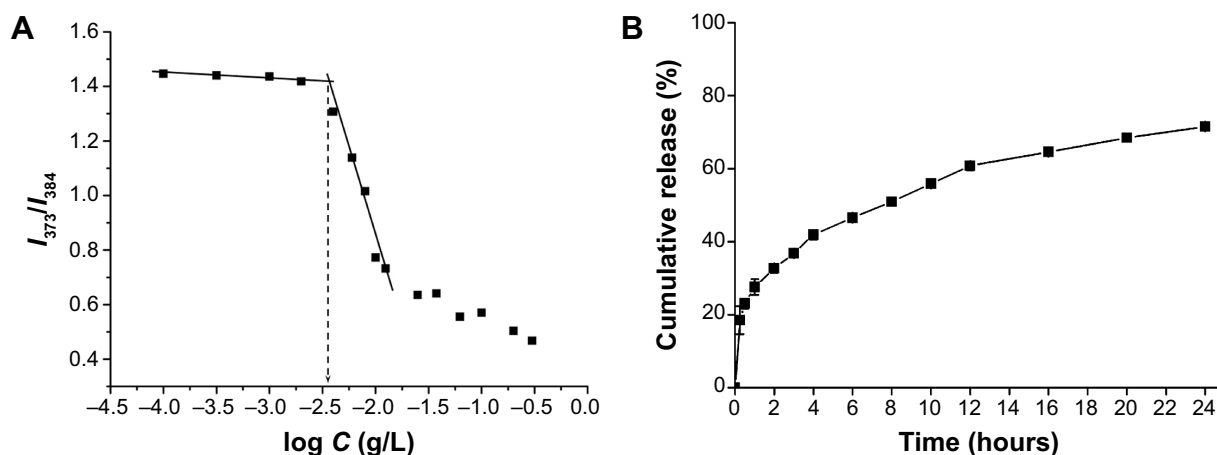 A
1.6
1.4
1.2
1.0
0.8
0.6
0.4
I373/I384
–4.5 –4.0 –3.5 –3.0 –2.5 –2.0 –1.5 –1.0 –0.5 0.0
log C (g/L)
B
100
80
60
40
20
0
Cumulative release (%)
0 2 4 6 8 10 12 14 16 18 20 22 24
Time (hours)